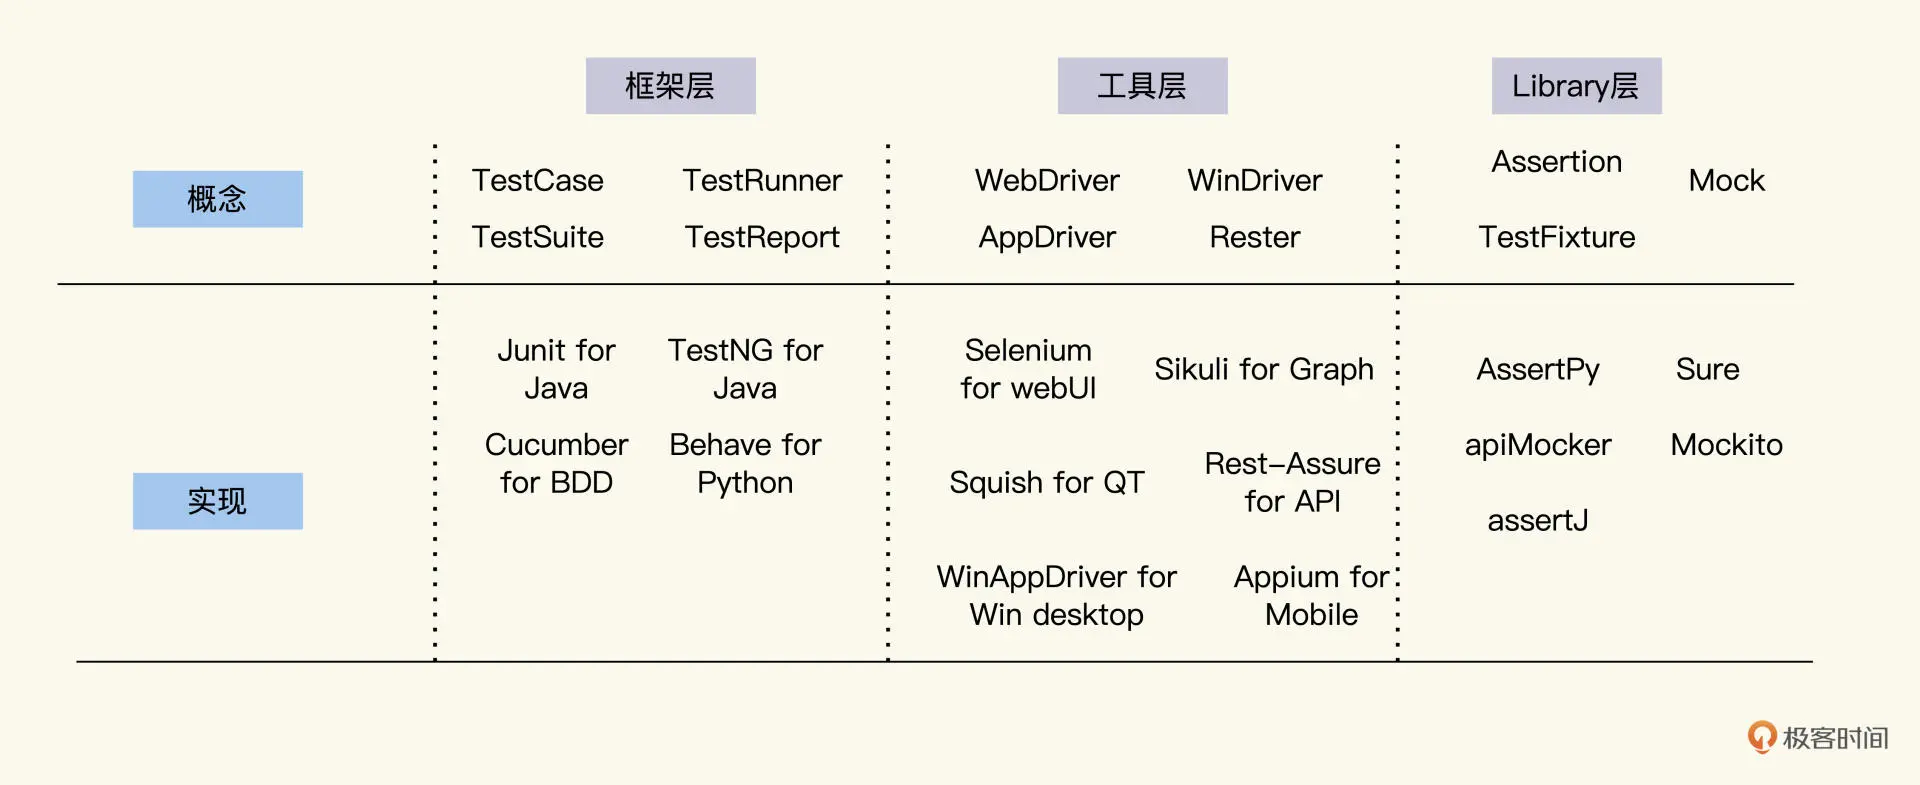 框架层
工具层
Library层
概念
TestCase
TestRunner
TestSuite
TestReport
WebDriver
WinDriver
AppDriver
Rester
Assertion
Mock
TestFixture
实现
Junit for
Java
TestNG for
Java
Cucumber
for BDD
Behave for
Python
Selenium
for webUI
Sikuli for Graph
Squish for QT
Rest-Assure
for API
WinAppDriver for
Win desktop
Appium for
Mobile
AssertPy
Sure
apiMocker
Mockito
assertJ
极客时间